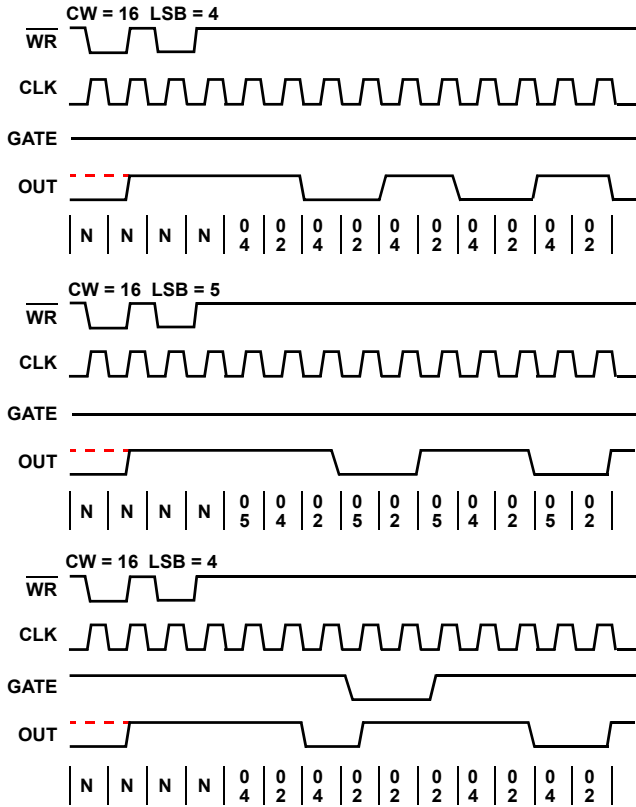 CW = 16 LSB = 4
WR
CLK
GATE
OUT
N N N N 0 0 0 0 0 0 0 0 0 0
4 2 4 2 4 2 4 2 4 2
CW = 16 LSB = 5
WR
CLK
GATE
OUT
N N N N 0 0 0 0 0 0 0 0 0 0
5 4 2 5 2 5 4 2 5 2
CW = 16 LSB = 4
WR
CLK
GATE
OUT
N N N N 0 0 0 0 0 0 0 0 0 0
4 2 4 2 2 2 4 2 4 2